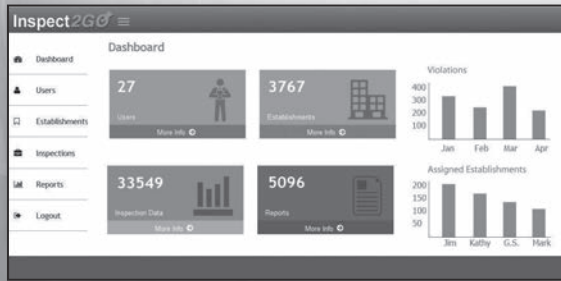 Inspect2GO
Dashboard
Dashboard
Users
Establishments
Inspections
Reports
Logout
27
Users
More Info
3767
Establishments
More Info
33549
Inspection Data
More Info
5096
Reports
More Info
Violations
400
300
200
100
Jan Feb Mar Apr
Assigned Establishments
200
150
100
50
Jim Kathy G.S. Mark